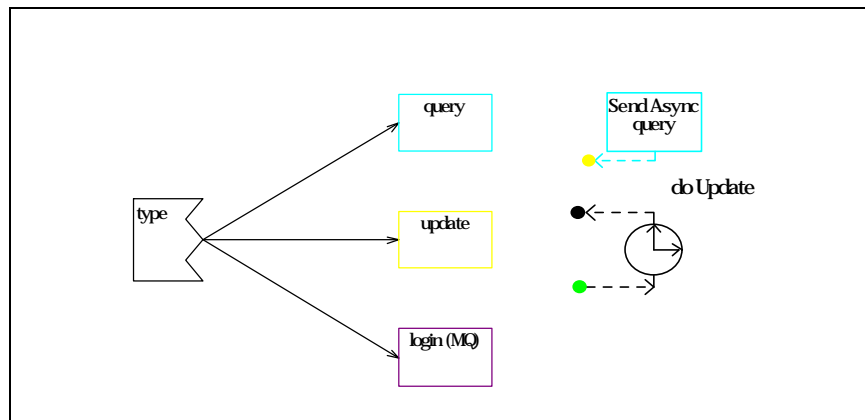 query
Send Async
query
do Update
type
update
login (MQ)